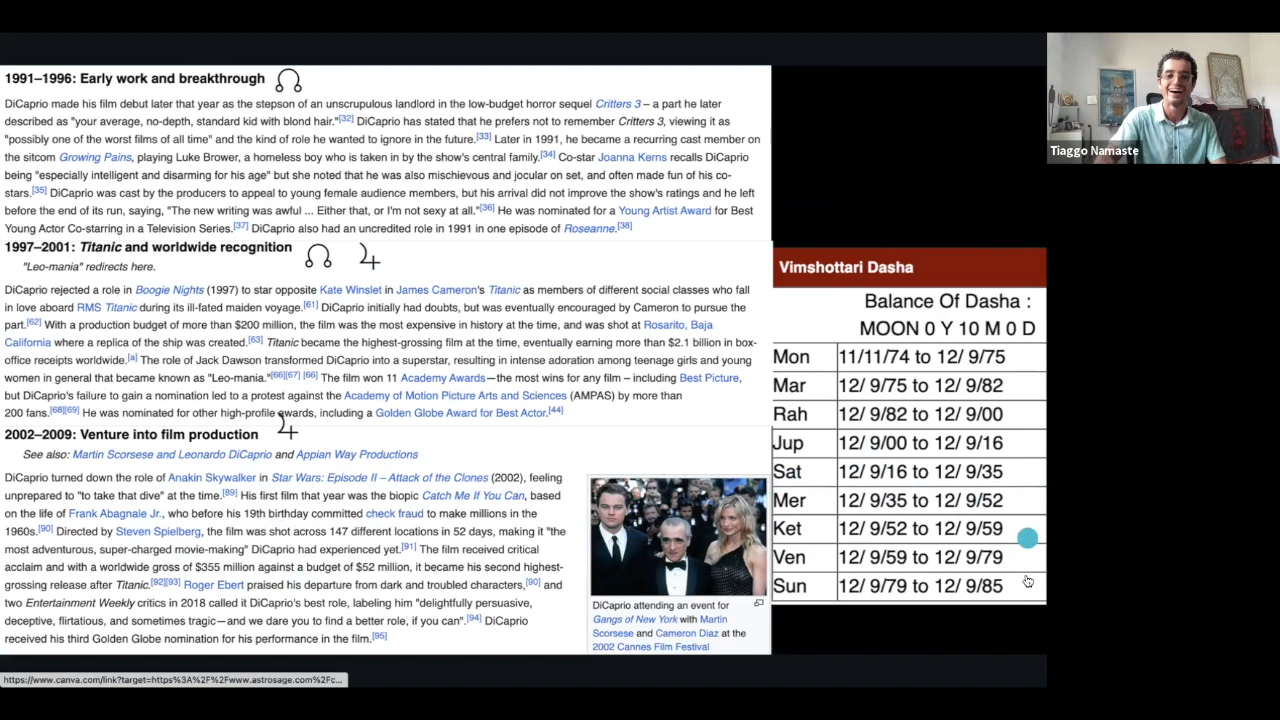 1991–1996: Early work and breakthrough
DiCaprio made his film debut later that year as the stepson of an unscrupulous landlord in the low-budget horror sequel Critters 3 – a part he later
described as "your average, no-depth, standard kid with blond hair."[32] DiCaprio has stated that he prefers not to remember Critters 3, viewing it as
"possibly one of the worst films of all time" and the kind of role he wanted to ignore in the future.[33] Later in 1991, he became a recurring cast member on
the sitcom Growing Pains, playing Luke Brower, a homeless boy who is taken in by the show's central family.[34] Co-star Joanna Kerns recalls DiCaprio
being "especially intelligent and disarming for his age" but she noted that he was also mischievous and jocular on set, and often made fun of his co-
stars.[35] DiCaprio was cast by the producers to appeal to young female audience members, but his arrival did not improve the show's ratings and he left
before the end of its run, saying, "The new writing was awful ... Either that, or I'm not sexy at all."[36] He was nominated for a Young Artist Award for Best
Young Actor Co-starring in a Television Series.[37] DiCaprio also had an uncredited role in 1991 in one episode of Roseanne.[38]
1997–2001: Titanic and worldwide recognition
"Leo-mania" redirects here.
DiCaprio rejected a role in Boogie Nights (1997) to star opposite Kate Winslet in James Cameron's Titanic as members of different social classes who fall
in love aboard RMS Titanic during its ill-fated maiden voyage.[61] DiCaprio initially had doubts, but was eventually encouraged by Cameron to pursue the
part.[62] With a production budget of more than $200 million, the film was the most expensive in history at the time, and was shot at Rosarito, Baja
California where a replica of the ship was created.[63] Titanic became the highest-grossing film at the time, eventually earning more than $2.1 billion in box-
office receipts worldwide.[a] The role of Jack Dawson transformed DiCaprio into a superstar, resulting in intense adoration among teenage girls and young
women in general that became known as "Leo-mania."[66][67] [66] The film won 11 Academy Awards—the most wins for any film – including Best Picture,
but DiCaprio's failure to gain a nomination led to a protest against the Academy of Motion Picture Arts and Sciences (AMPAS) by more than
200 fans.[68][69] He was nominated for other high-profile awards, including a Golden Globe Award for Best Actor.[44]
2002–2009: Venture into film production
See also: Martin Scorsese and Leonardo DiCaprio and Appian Way Productions
DiCaprio turned down the role of Anakin Skywalker in Star Wars: Episode II – Attack of the Clones (2002), feeling
unprepared to "to take that dive" at the time.[89] His first film that year was the biopic Catch Me If You Can, based
on the life of Frank Abagnale Jr., who before his 19th birthday committed check fraud to make millions in the
1960s.[90] Directed by Steven Spielberg, the film was shot across 147 different locations in 52 days, making it "the
most adventurous, super-charged movie-making" DiCaprio had experienced yet.[91] The film received critical
acclaim and with a worldwide gross of $355 million against a budget of $52 million, it became his second highest-
grossing release after Titanic.[92][93] Roger Ebert praised his departure from dark and troubled characters,[90] and
two Entertainment Weekly critics in 2018 called it DiCaprio's best role, labeling him "delightfully persuasive,
deceptive, flirtatious, and sometimes tragic—and we dare you to find a better role, if you can".[94] DiCaprio
received his third Golden Globe nomination for his performance in the film.[95]
DiCaprio attending an event for
Gangs of New York with Martin
Scorsese and Cameron Diaz at the
2002 Cannes Film Festival
Tiaggo Namaste
Vimshottari Dasha
Balance Of Dasha :
MOON 0 Y 10 M 0 D
Mon 11/11/74 to 12/ 9/75
Mar 12/ 9/75 to 12/ 9/82
Rah 12/ 9/82 to 12/ 9/00
Jup 12/ 9/00 to 12/ 9/16
Sat 12/ 9/16 to 12/ 9/35
Mer 12/ 9/35 to 12/ 9/52
Ket 12/ 9/52 to 12/ 9/59
Ven 12/ 9/59 to 12/ 9/79
Sun 12/ 9/79 to 12/ 9/85
https://www.canva.com/link?target=https%3A%2F%2Fwww.astrosage.com%2Fc...